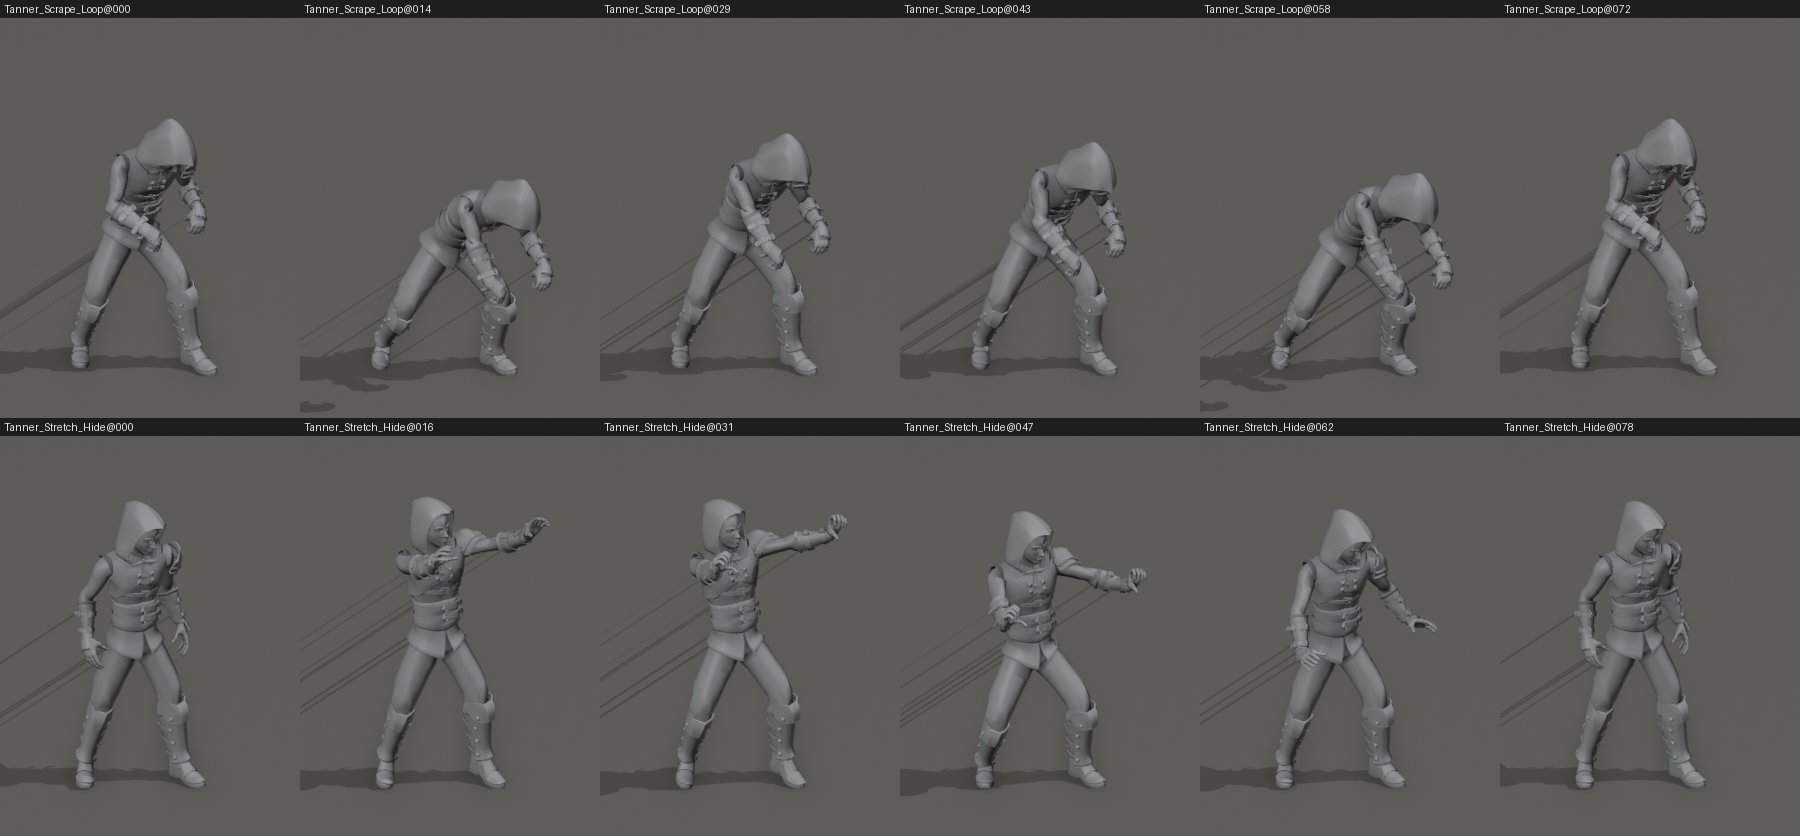 Tanner_Scrape_Loop@000
Tanner_Scrape_Loop@014
Tanner_Scrape_Loop@029
Tanner_Scrape_Loop@043
Tanner_Scrape_Loop@058
Tanner_Scrape_Loop@072
Tanner_Stretch_Hide@000
Tanner_Stretch_Hide@016
Tanner_Stretch_Hide@031
Tanner_Stretch_Hide@047
Tanner_Stretch_Hide@062
Tanner_Stretch_Hide@078